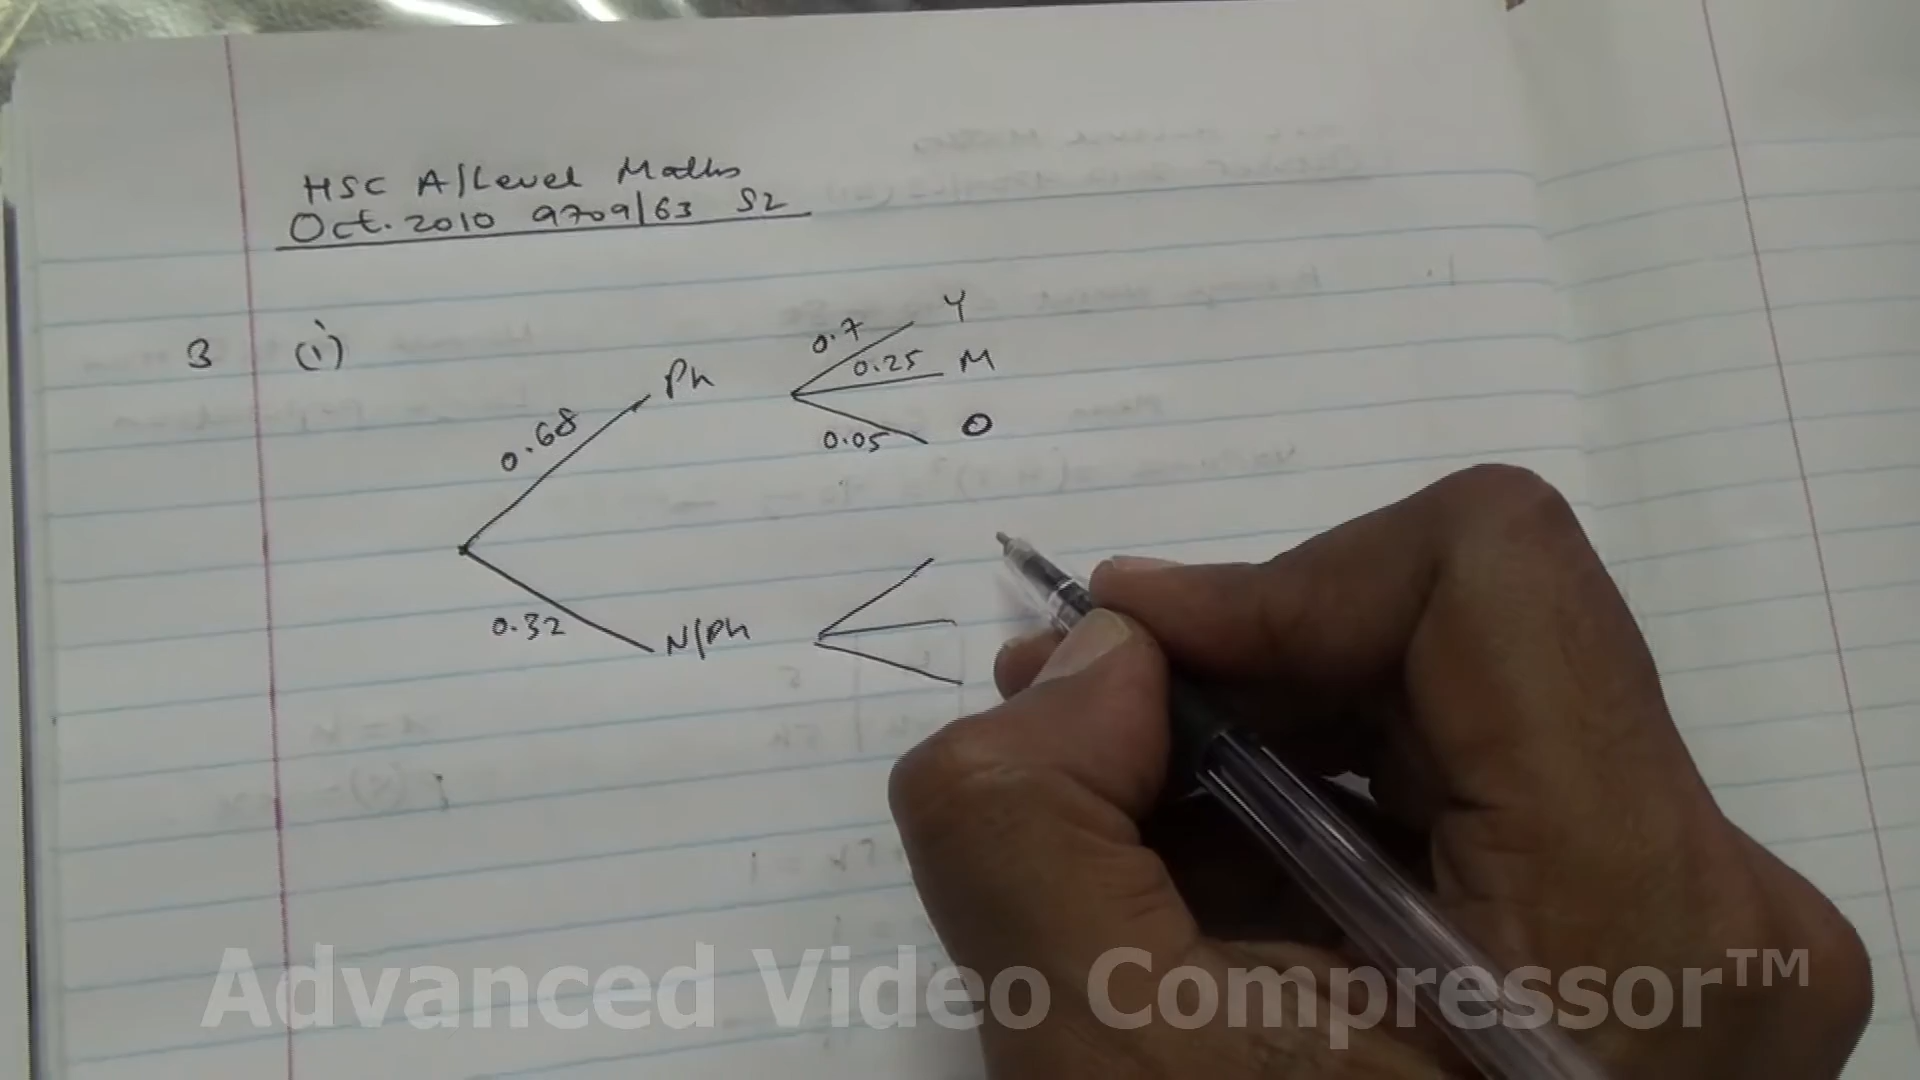 HSC A/Level Maths
Oct. 2010 9709/63 S2
3 (i)
0.68 Ph 0.7 Y
0.25 M
0.05 O
0.32 N/Ph
Advanced Video Compressor™